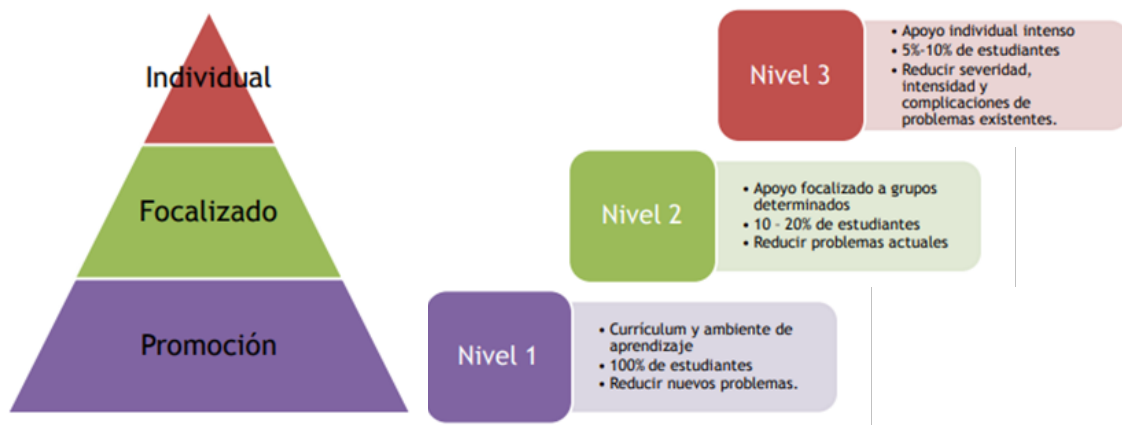 Individual
Focalizado
Promoción
Nivel 3
• Apoyo individual intenso
• 5%-10% de estudiantes
• Reducir severidad,
intensidad y
complicaciones de
problemas existentes.
Nivel 2
• Apoyo focalizado a grupos
determinados
• 10 - 20% de estudiantes
• Reducir problemas actuales
Nivel 1
• Currículum y ambiente de
aprendizaje
• 100% de estudiantes
• Reducir nuevos problemas.